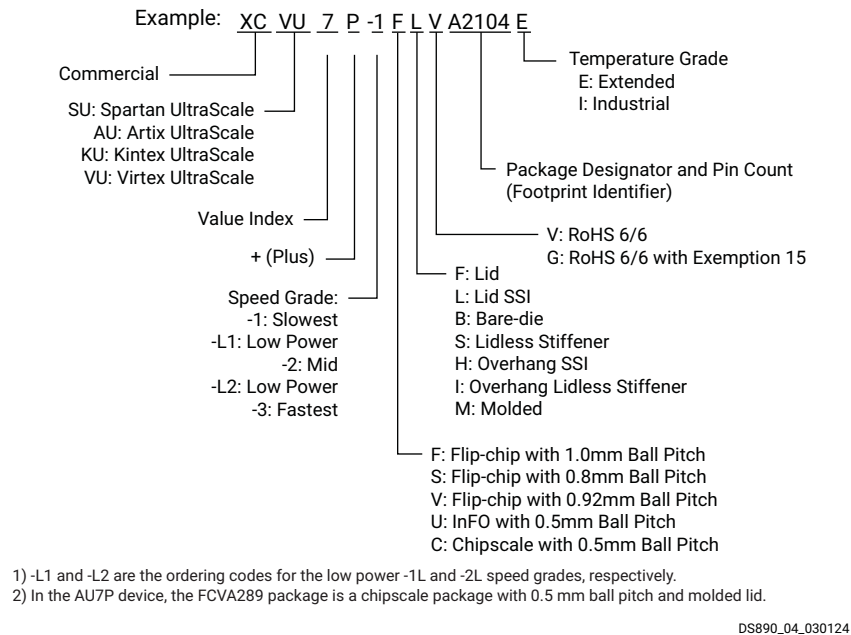 Example: XC VU 7 P -1 F L V A2104 E
Temperature Grade
E: Extended
I: Industrial
Commercial
SU: Spartan UltraScale
AU: Artix UltraScale
KU: Kintex UltraScale
VU: Virtex UltraScale
Package Designator and Pin Count
(Footprint Identifier)
Value Index
V: RoHS 6/6
G: RoHS 6/6 with Exemption 15
+ (Plus)
F: Lid
L: Lid SSI
B: Bare-die
S: Lidless Stiffener
H: Overhang SSI
I: Overhang Lidless Stiffener
M: Molded
Speed Grade:
-1: Slowest
-L1: Low Power
-2: Mid
-L2: Low Power
-3: Fastest
F: Flip-chip with 1.0mm Ball Pitch
S: Flip-chip with 0.8mm Ball Pitch
V: Flip-chip with 0.92mm Ball Pitch
U: InFO with 0.5mm Ball Pitch
C: Chipscale with 0.5mm Ball Pitch
1) -L1 and -L2 are the ordering codes for the low power -1L and -2L speed grades, respectively.
2) In the AU7P device, the FCVA289 package is a chipscale package with 0.5 mm ball pitch and molded lid.
DS890_04_030124